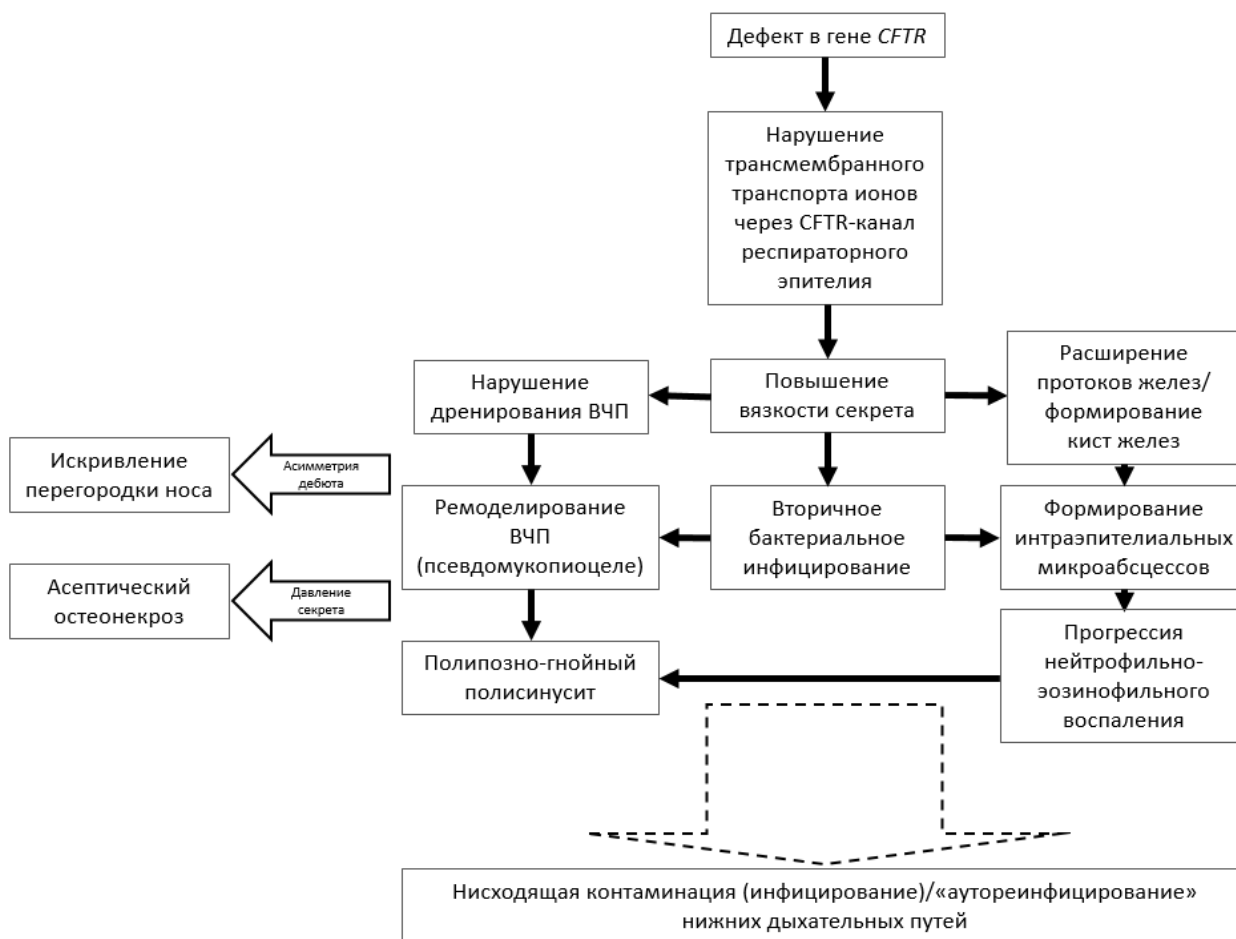 Дефект в гене CFTR
Нарушение
трансмембранного
транспорта ионов
через CFTR-канал
респираторного
эпителия
Нарушение
дренирования ВЧП
Повышение
вязкости секрета
Расширение
протоков желез/
формирование
кист желез
Искривление
перегородки носа
Асимметрия
дебюта
Ремоделирование
ВЧП
(псевдомукопиоцеле)
Вторичное
бактериальное
инфицирование
Формирование
интраэпителиальных
микроабсцессов
Асептический
остеонекроз
Давление
секрета
Полипозно-гнойный
полисинусит
Прогрессия
нейтрофильно-
эозинофильного
воспаления
Нисходящая контаминация (инфицирование)/«аутореинфицирование»
нижних дыхательных путей